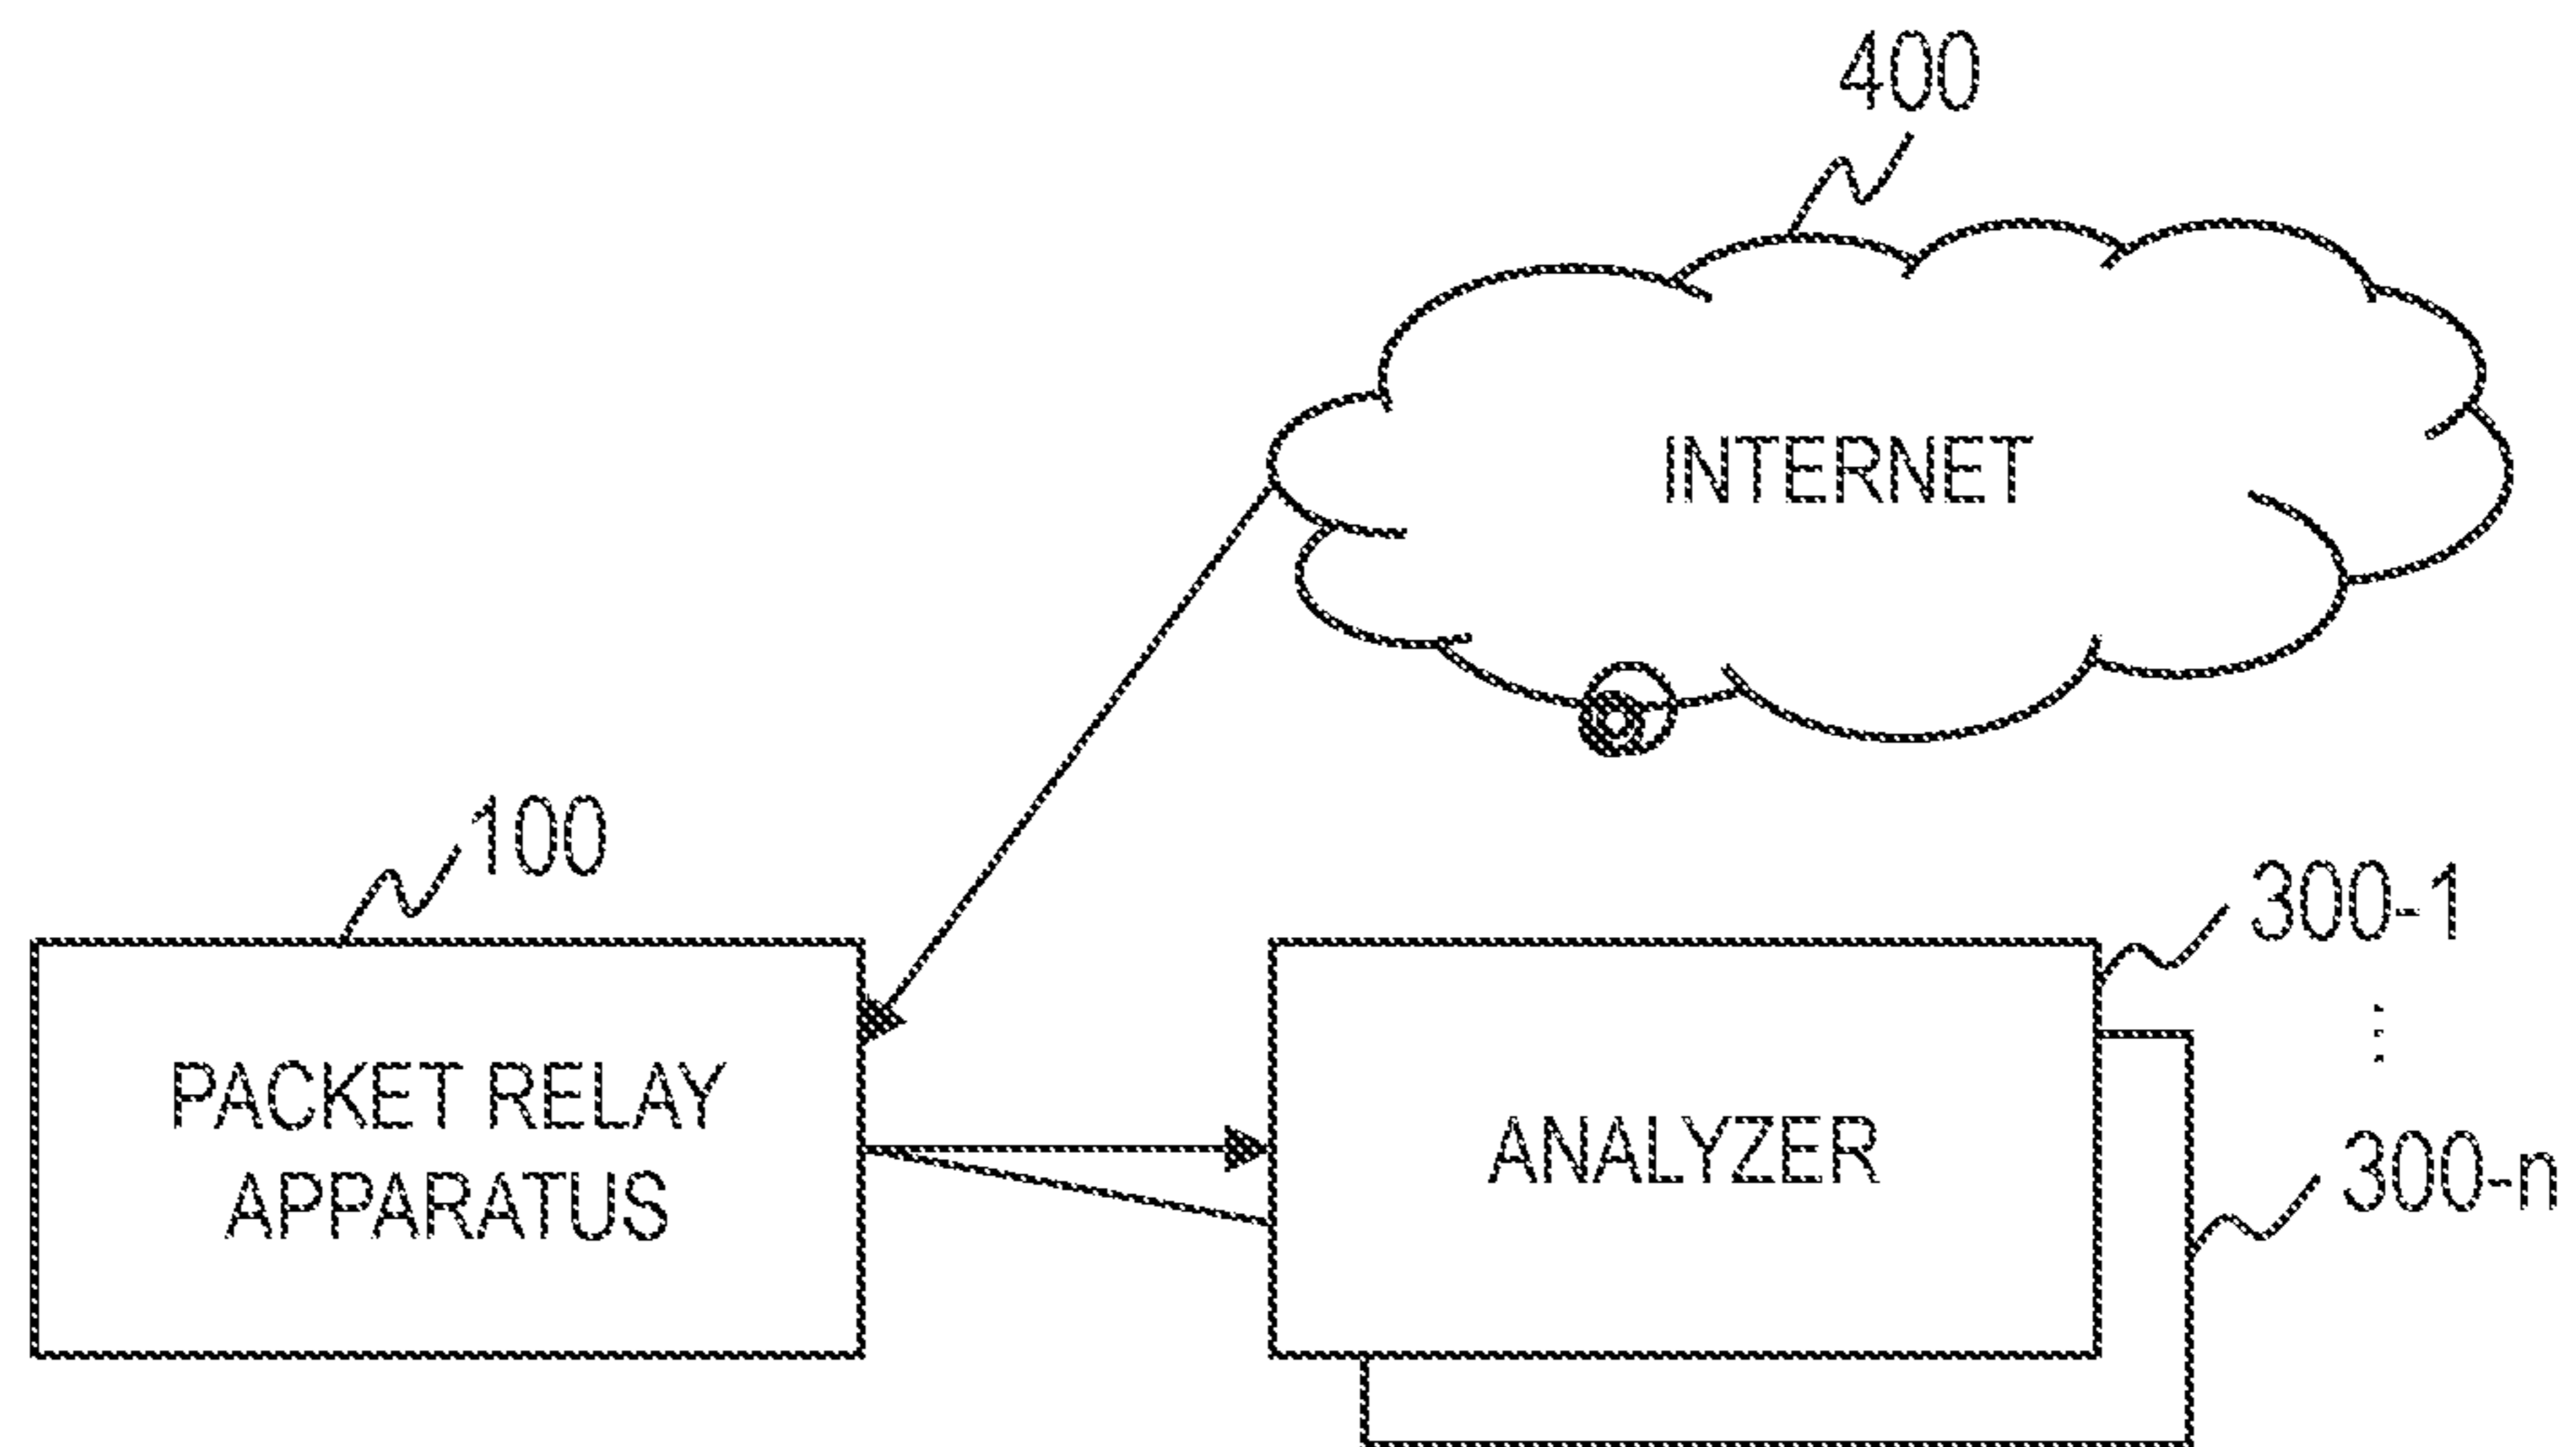 400
INTERNET
100
300-1
PACKET RELAY
APPARATUS
ANALYZER
300-n